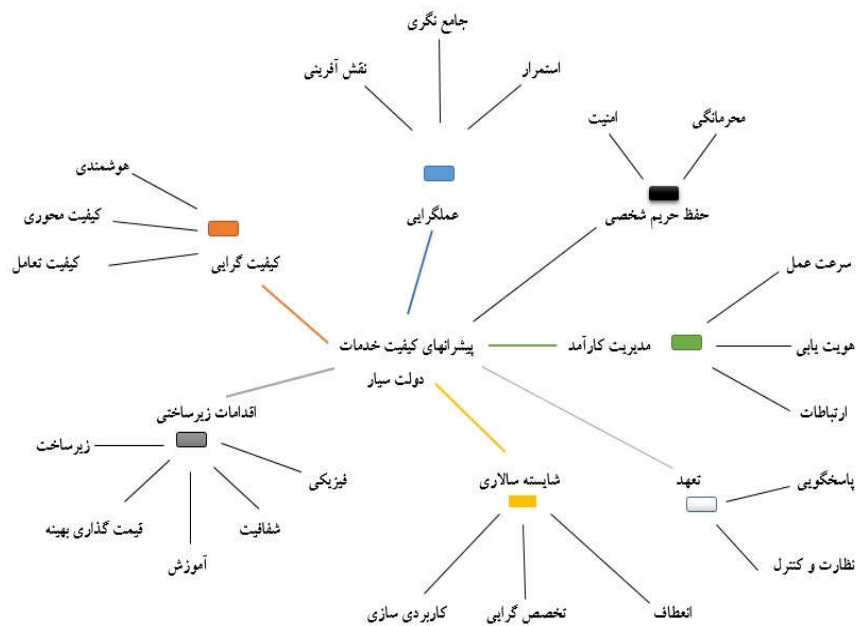 جامع نگری
نقش آفرینی
استمرار
محرمانگی
امنیت
هوشمندی
عملگرایی
حفظ حریم شخصی
کیفیت محوری
کیفیت گرایی
کیفیت تعامل
سرعت عمل
پیشرانهای کیفیت خدمات
دولت سیار
مدیریت کارآمد
هویت یابی
ارتباطات
اقدامات زیرساختی
زیرساخت
فیزیکی
شفافیت
قیمت گذاری بهینه
آموزش
شایسته سالاری
تعهد
پاسخگویی
نظارت و کنترل
انعطاف
تخصص گرایی
کاربردی سازی